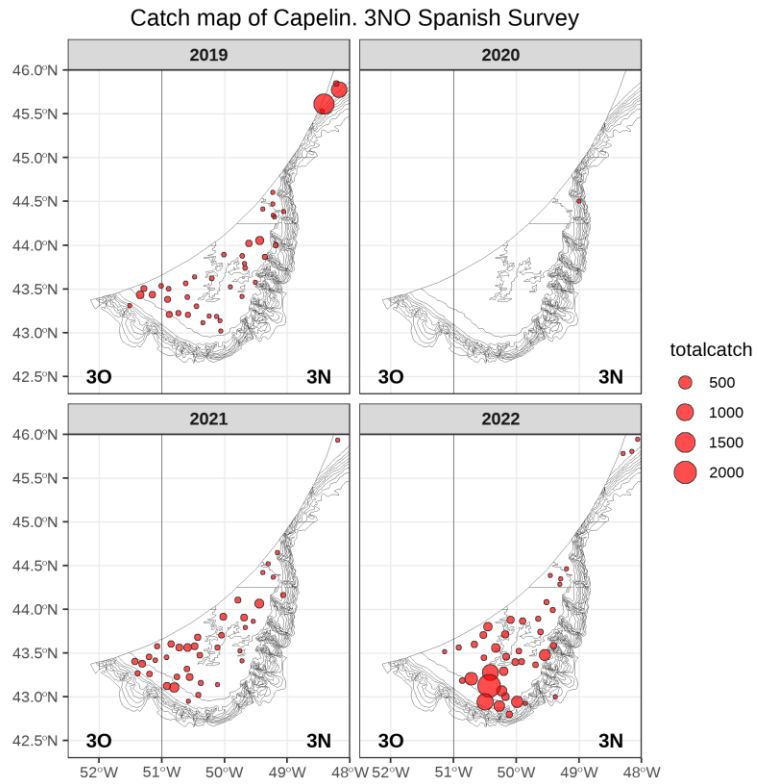 Catch map of Capelin. 3NO Spanish Survey
2019 2020
46.0°N
45.5°N
45.0°N
44.5°N
44.0°N
43.5°N
43.0°N
42.5°N
3O 3N 3O 3N
2021 2022
46.0°N
45.5°N
45.0°N
44.5°N
44.0°N
43.5°N
43.0°N
42.5°N
3O 3N 3O 3N
52°W 51°W 50°W 49°W 48°W 52°W 51°W 50°W 49°W 48°W
totalcatch
500
1000
1500
2000